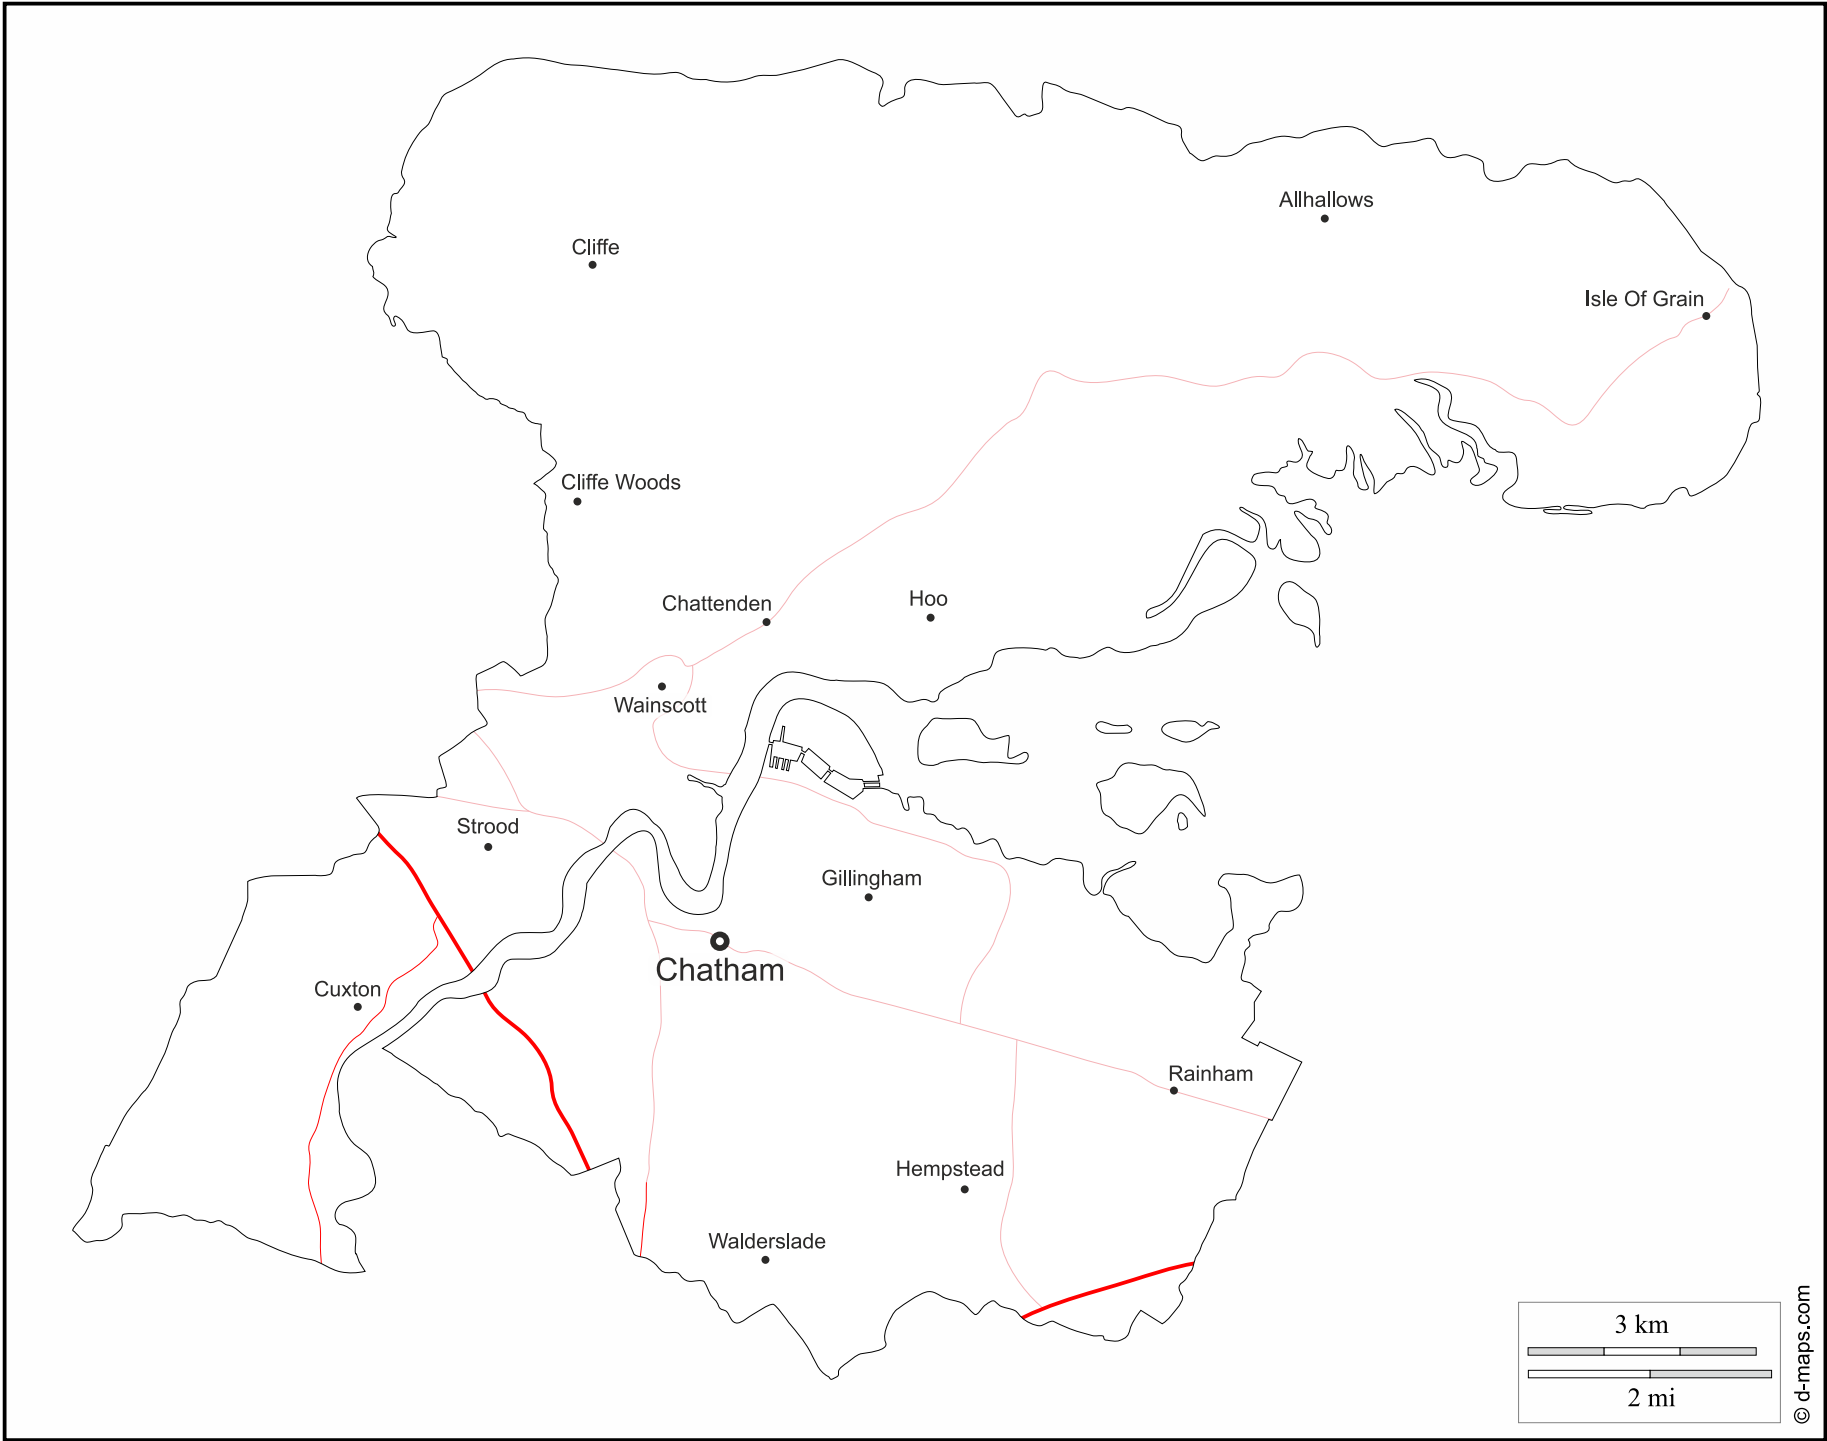 Allhallows
Cliffe
Isle Of Grain
Cliffe Woods
Chattenden
Hoo
Wainscott
Strood
Gillingham
Chatham
Cuxton
Rainham
Hempstead
Walderslade
3 km
2 mi
© d-maps.com